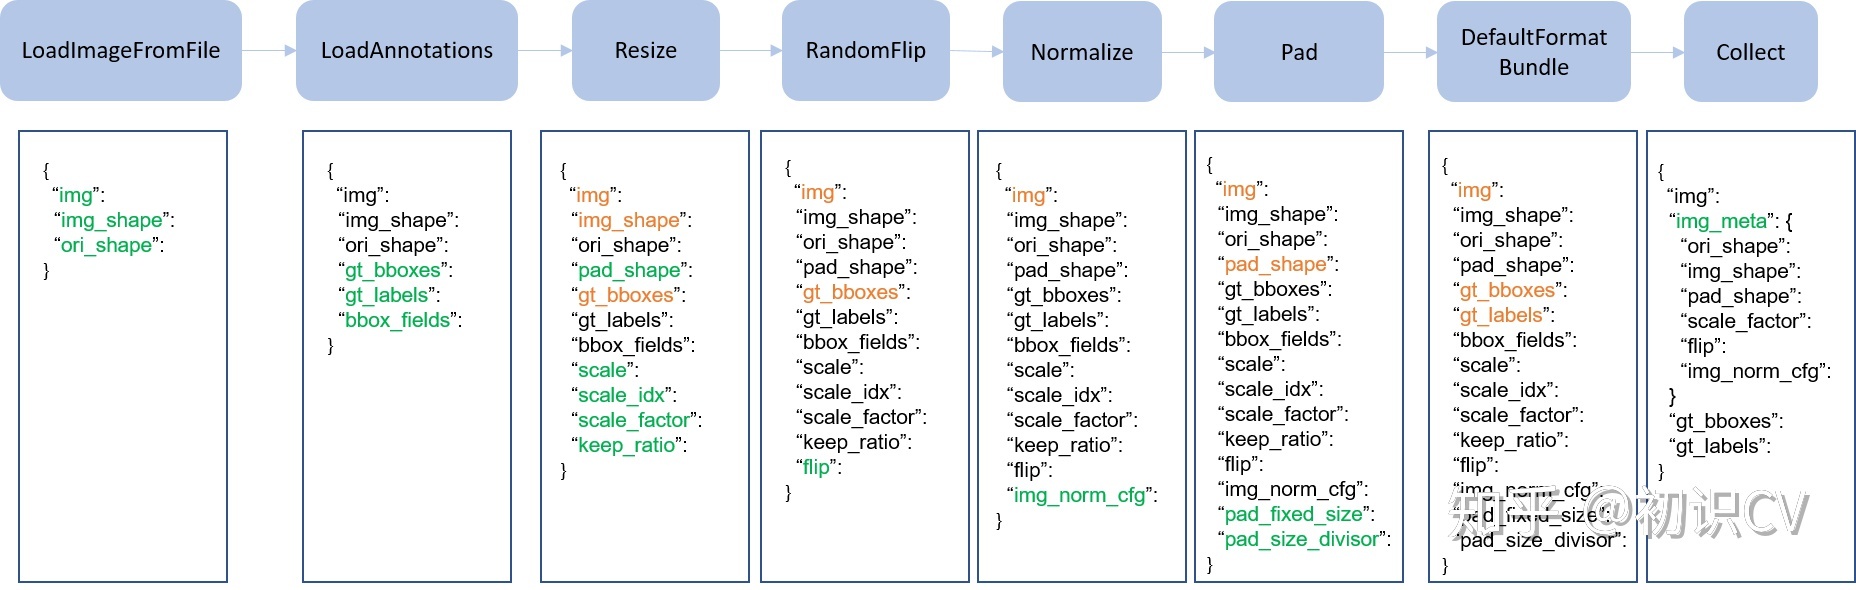 LoadImageFromFile
LoadAnnotations
Resize
RandomFlip
Normalize
Pad
DefaultFormat
Bundle
Collect
{
“img”:
“img_shape”:
“ori_shape”:
}
{
“img”:
“img_shape”:
“ori_shape”:
“gt_bboxes”:
“gt_labels”:
“bbox_fields”:
}
{
“img”:
“img_shape”:
“ori_shape”:
“pad_shape”:
“gt_bboxes”:
“gt_labels”:
“bbox_fields”:
“scale”:
“scale_idx”:
“scale_factor”:
“keep_ratio”:
}
{
“img”:
“img_shape”:
“ori_shape”:
“pad_shape”:
“gt_bboxes”:
“gt_labels”:
“bbox_fields”:
“scale”:
“scale_idx”:
“scale_factor”:
“keep_ratio”:
“flip”:
}
{
“img”:
“img_shape”:
“ori_shape”:
“pad_shape”:
“gt_bboxes”:
“gt_labels”:
“bbox_fields”:
“scale”:
“scale_idx”:
“scale_factor”:
“keep_ratio”:
“flip”:
“img_norm_cfg”:
}
{
“img”:
“img_shape”:
“ori_shape”:
“pad_shape”:
“gt_bboxes”:
“gt_labels”:
“bbox_fields”:
“scale”:
“scale_idx”:
“scale_factor”:
“keep_ratio”:
“flip”:
“img_norm_cfg”:
“pad_fixed_size”:
“pad_size_divisor”:
}
{
“img”:
“img_shape”:
“ori_shape”:
“pad_shape”:
“gt_bboxes”:
“gt_labels”:
“bbox_fields”:
“scale”:
“scale_idx”:
“scale_factor”:
“keep_ratio”:
“flip”:
“img_norm_cfg”:
“pad_fixed_size”:
“pad_size_divisor”:
}
{
“img”:
“img_meta”: {
“ori_shape”:
“img_shape”:
“pad_shape”:
“scale_factor”:
“flip”:
“img_norm_cfg”:
}
“gt_bboxes”:
“gt_labels”:
}
知乎 @初识CV